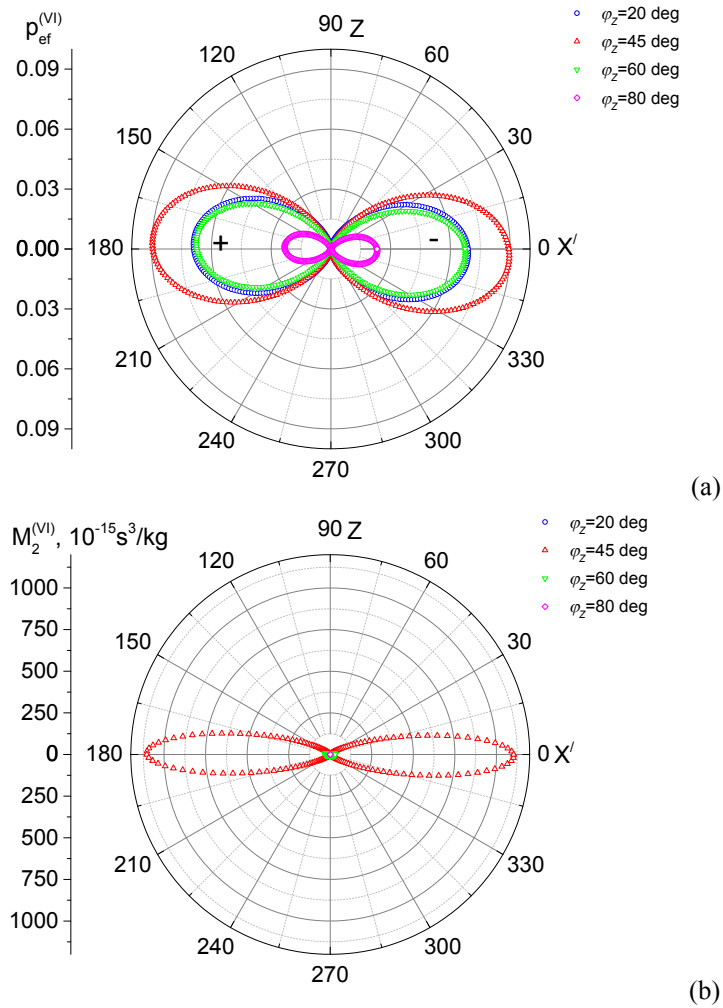 p_ef^(VI)
90 Z
120
60
φ_Z=20 deg
φ_Z=45 deg
φ_Z=60 deg
φ_Z=80 deg
0.09
0.06
150
30
0.03
0.00
180
+
-
0 X/
0.03
210
330
0.06
240
300
0.09
270
(a)
M_2^(VI), 10^-15 s^3/kg
90 Z
120
60
φ_Z=20 deg
φ_Z=45 deg
φ_Z=60 deg
φ_Z=80 deg
1000
750
150
30
500
250
0
180
0 X/
250
500
210
330
750
1000
240
300
270
(b)